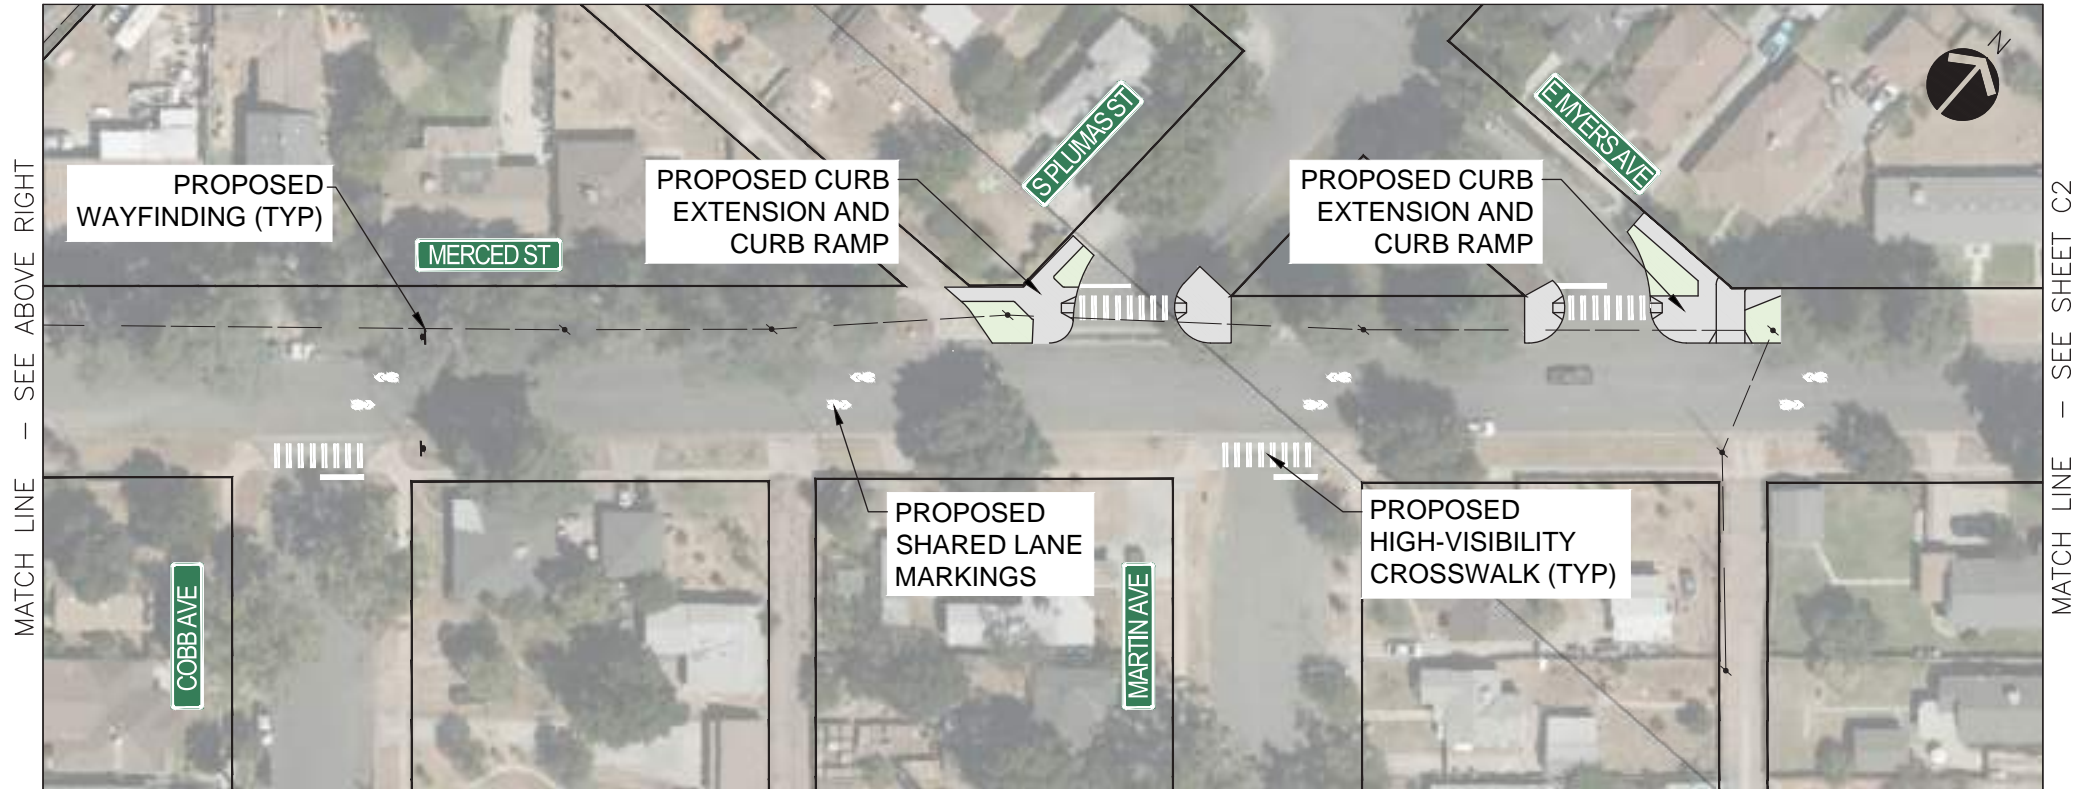 N
S PLUMAS ST
E MYERS AVE
MATCH LINE – SEE ABOVE RIGHT
PROPOSED
WAYFINDING (TYP)
MERCED ST
PROPOSED CURB
EXTENSION AND
CURB RAMP
PROPOSED CURB
EXTENSION AND
CURB RAMP
MATCH LINE – SEE SHEET C2
COBB AVE
PROPOSED
SHARED LANE
MARKINGS
MARTIN AVE
PROPOSED
HIGH-VISIBILITY
CROSSWALK (TYP)